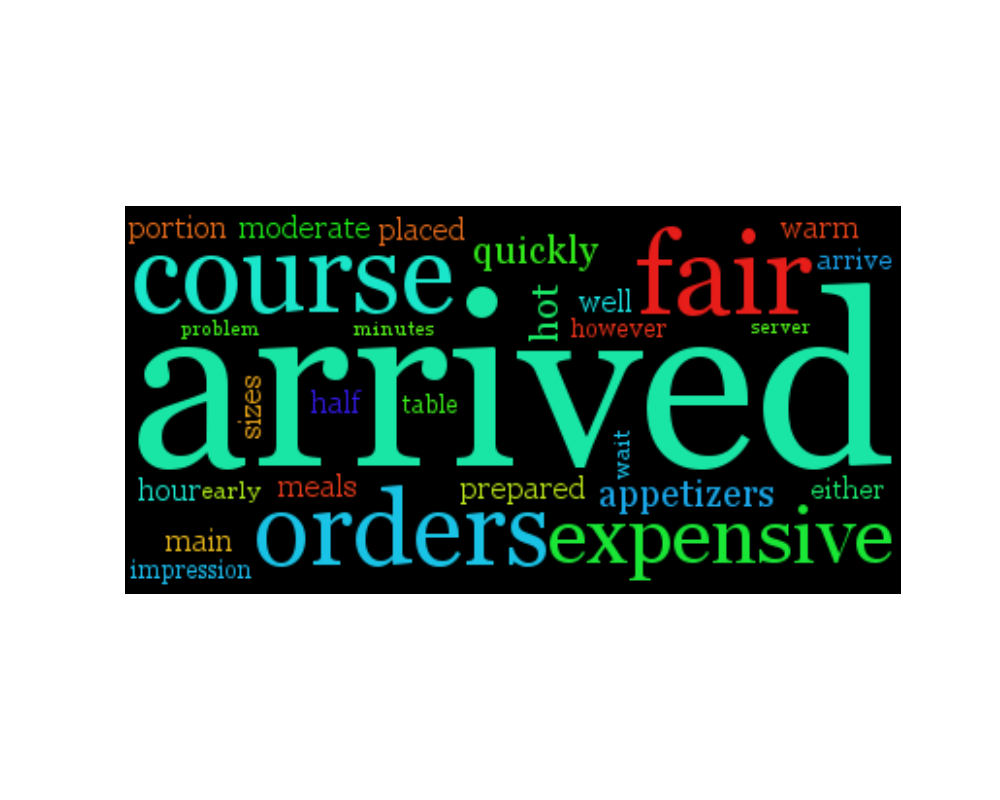 portion moderate placed warm
quickly
course fair arrive
hot well
problem minutes however server
arrived
sizes half table
wait
hour early meals prepared appetizers either
orders expensive
main
impression